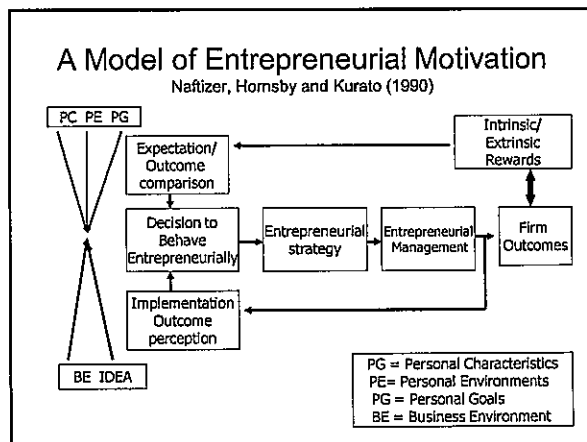 A Model of Entrepreneurial Motivation
Naftizer, Hornsby and Kurato (1990)
PC PE PG
Expectation/
Outcome
comparison
Intrinsic/
Extrinsic
Rewards
Decision to
Behave
Entrepreneurially
Entrepreneurial
strategy
Entrepreneurial
Management
Firm
Outcomes
Implementation
Outcome
perception
BE IDEA
PG = Personal Characteristics
PE= Personal Environments
PG = Personal Goals
BE = Business Environment